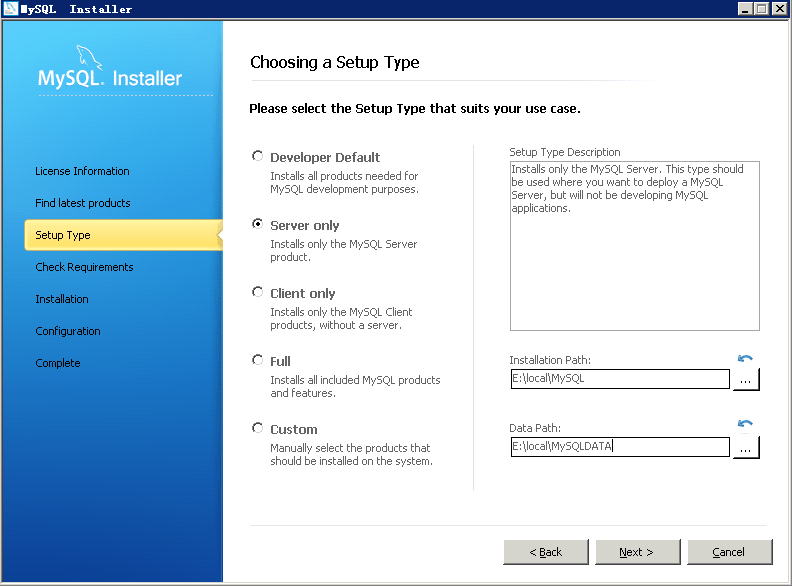 MySQL Installer
MySQL. Installer
License Information
Find latest products
Setup Type
Check Requirements
Installation
Configuration
Complete
Choosing a Setup Type
Please select the Setup Type that suits your use case.
Developer Default
Installs all products needed for
MySQL development purposes.
Server only
Installs only the MySQL Server
product.
Client only
Installs only the MySQL Client
products, without a server.
Full
Installs all included MySQL products
and features.
Custom
Manually select the products that
should be installed on the system.
Setup Type Description
Installs only the MySQL Server. This type should
be used where you want to deploy a MySQL
Server, but will not be developing MySQL
applications.
Installation Path:
E:\local\MySQL
...
Data Path:
E:\local\MySQLDATA
...
< Back
Next >
Cancel